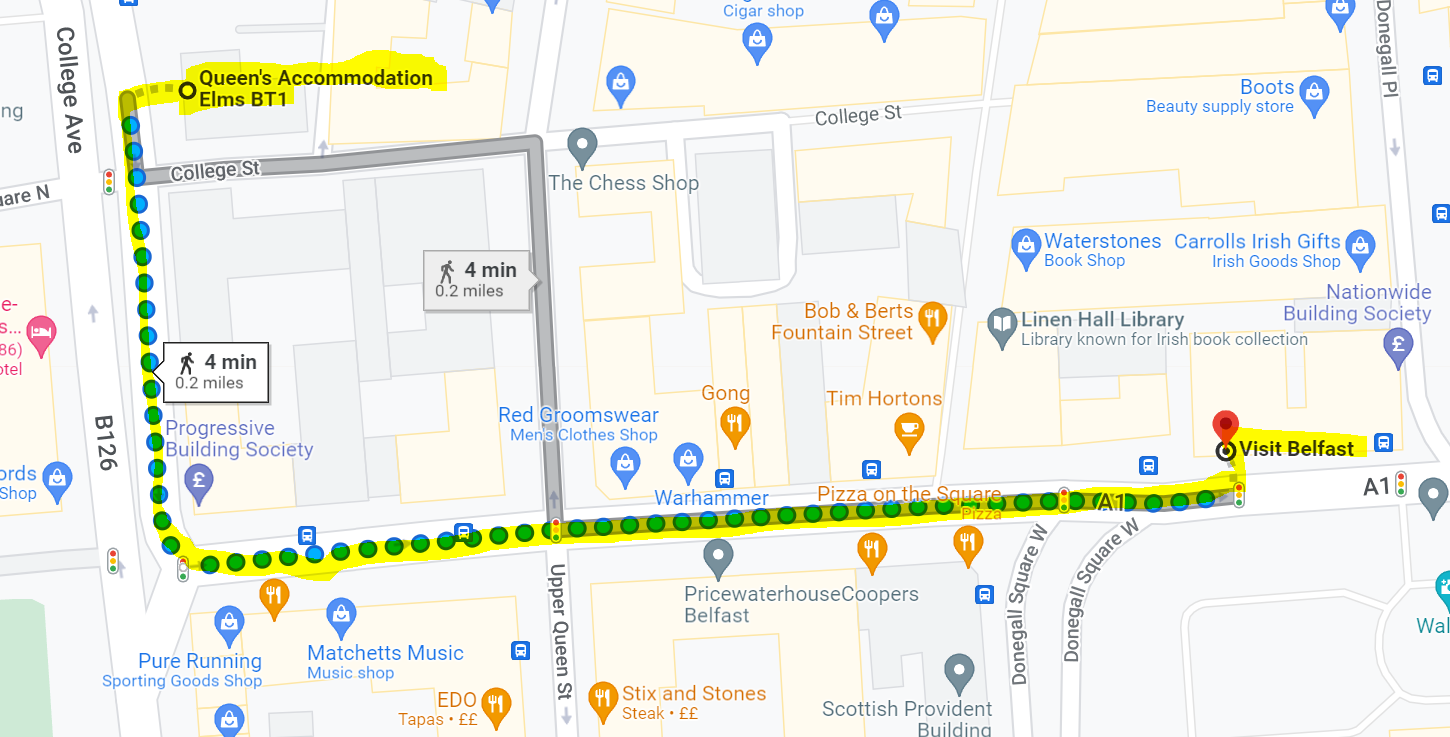 Cigar shop
College Ave
Queen's Accommodation
Elms BT1
Donegall Pl
Boots
Beauty supply store
ng
College St
College St
The Chess Shop
uare N
Waterstones
Book Shop
Carrolls Irish Gifts
Irish Goods Shop
4 min
0.2 miles
Nationwide
Building Society
e-
s...
86)
otel
Bob & Berts
Fountain Street
Linen Hall Library
Library known for Irish book collection
4 min
0.2 miles
Gong
Tim Hortons
Red Groomswear
Men's Clothes Shop
B126
Progressive
Building Society
Visit Belfast
ords
Shop
Warhammer
Pizza on the Square
Pizza
A1
A1
Upper Queen St
Donegall Square W
Donegall Square W
PricewaterhouseCoopers
Belfast
Wal
Pure Running
Sporting Goods Shop
Matchetts Music
Music shop
EDO
Tapas • ££
Stix and Stones
Steak • ££
Scottish Provident
Building